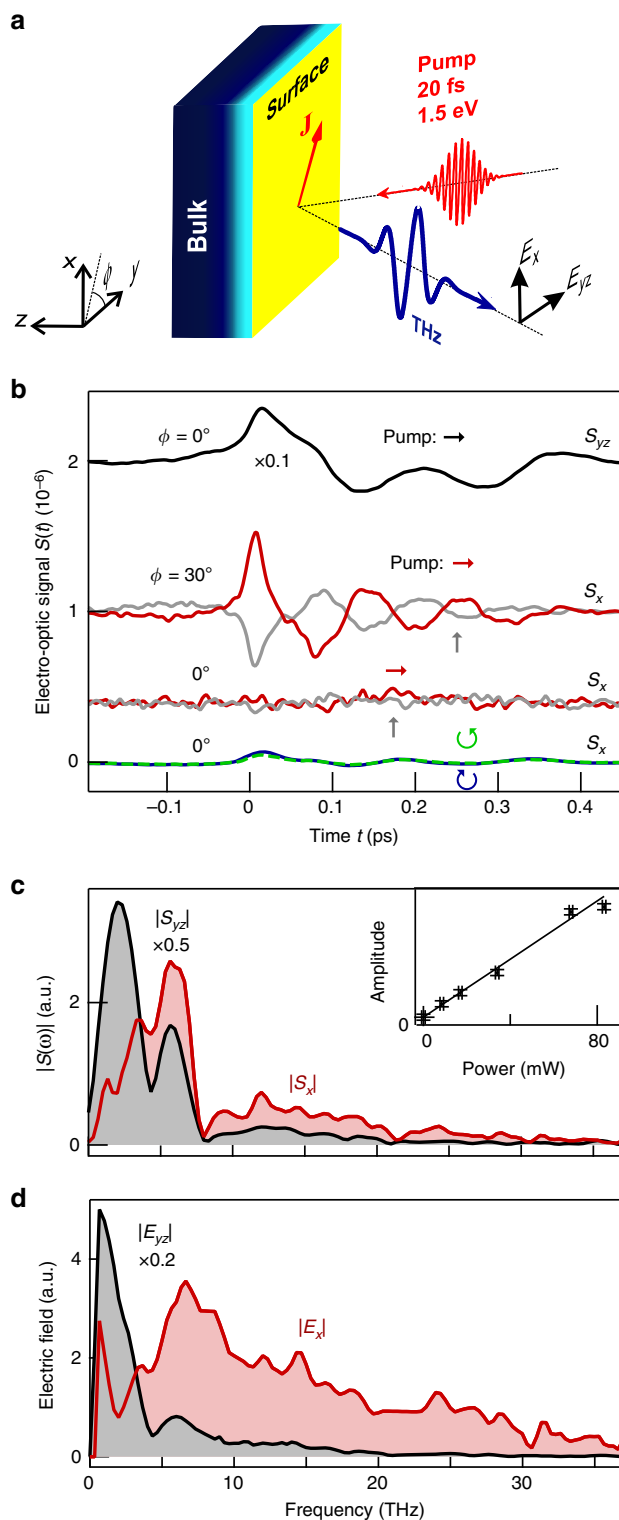 a
Surface
Bulk
J
Pump
20 fs
1.5 eV
THz
x
ϕ
y
z
E_x
E_yz
b
Electro-optic signal S(t) (10⁻⁶)
2
1
0
ϕ = 0°
×0.1
Pump: →
S_yz
ϕ = 30°
Pump: →
S_x
0°
S_x
0°
S_x
−0.1
0
0.1
0.2
0.3
0.4
Time t (ps)
c
|S(ω)| (a.u.)
2
0
|S_yz|
×0.5
|S_x|
Amplitude
0
0
80
Power (mW)
d
Electric field (a.u.)
4
2
0
|E_yz|
×0.2
|E_x|
0
10
20
30
Frequency (THz)